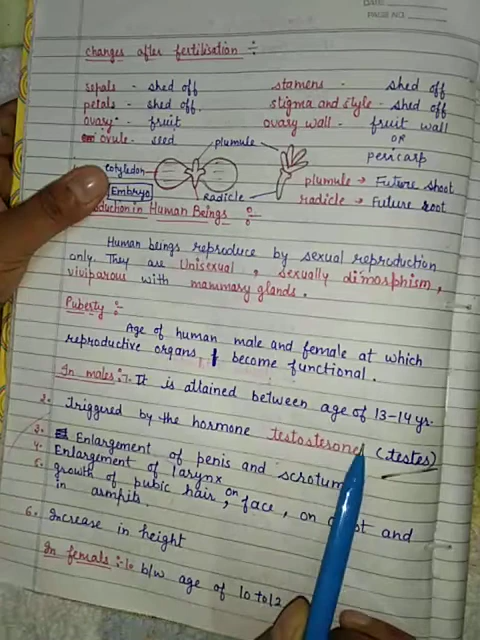 DATE
PAGE NO.
Changes after fertilisation ÷
sepals - shed off
stamens - shed off
petals - shed off.
stigma and style - shed off
ovary - fruit
ovary wall - fruit wall
ovule - seed
OR
pericarp
plumule
cotyledon
Embryo
Radicle
plumule → Future shoot
radicle → Future root
in Human Beings :-
Human beings reproduce by sexual reproduction
only. They are Unisexual, sexually dimorphism,
viviparous with mammary glands.
Puberty :-
Age of human male and female at which
reproductive organs become functional.
In males :- 1. It is attained between age of 13-14 yr.
2. Triggered by the hormone testosterone (testes)
3. Enlargement of penis and scrotum
4. Enlargement of larynx
5. growth of pubic hair, on face, on and
in armpits.
6. Increase in height
In females :- 1. b/w age of 10 to 12